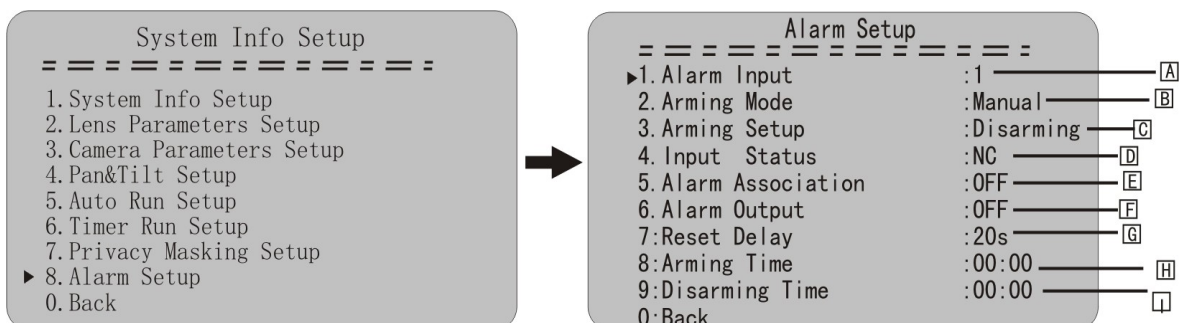 System Info Setup
1.System Info Setup
2.Lens Parameters Setup
3.Camera Parameters Setup
4.Pan&Tilt Setup
5.Auto Run Setup
6.Timer Run Setup
7.Privacy Masking Setup
8.Alarm Setup
0.Back
Alarm Setup
1.Alarm Input :1 A
2.Arming Mode :Manual B
3.Arming Setup :Disarming C
4.Input Status :NC D
5.Alarm Association :OFF E
6.Alarm Output :OFF F
7:Reset Delay :20s G
8:Arming Time :00:00 H
9:Disarming Time :00:00 I
0:Back